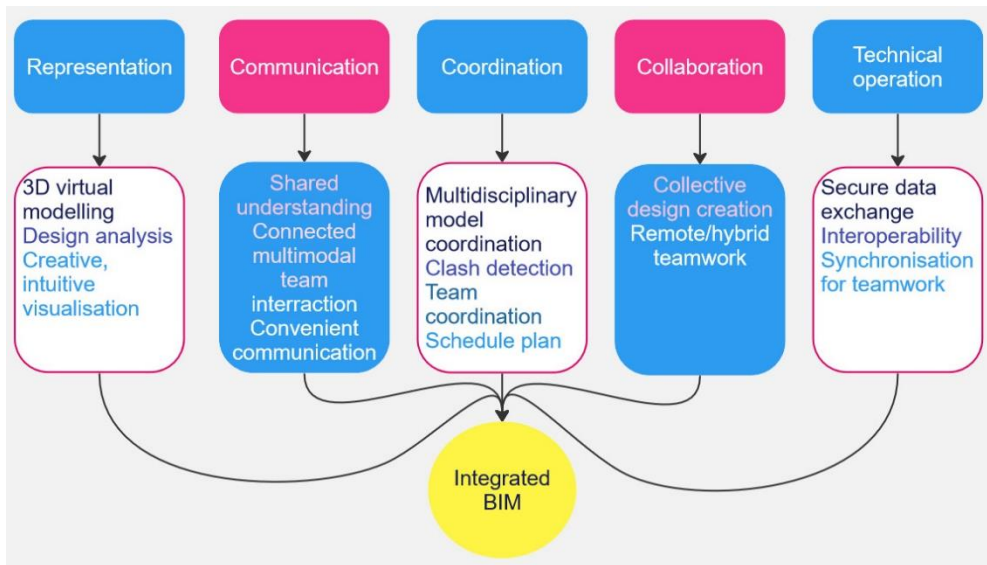 Representation
Communication
Coordination
Collaboration
Technical
operation
3D virtual
modelling
Design analysis
Creative,
intuitive
visualisation
Shared
understanding
Connected
multimodal
team
interraction
Convenient
communication
Multidisciplinary
model
coordination
Clash detection
Team
coordination
Schedule plan
Collective
design creation
Remote/hybrid
teamwork
Secure data
exchange
Interoperability
Synchronisation
for teamwork
Integrated
BIM